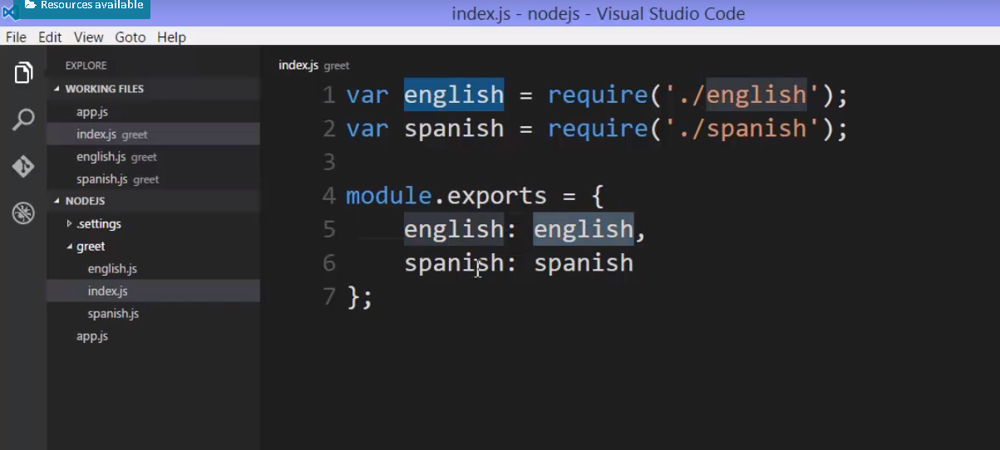 Resources available
index.js - nodejs - Visual Studio Code
File Edit View Goto Help
EXPLORE
WORKING FILES
app.js
index.js greet
english.js greet
spanish.js greet
NODEJS
.settings
greet
english.js
index.js
spanish.js
app.js
index.js greet
1 var english = require('./english');
2 var spanish = require('./spanish');
3
4 module.exports = {
5     english: english,
6     spanish: spanish
7 };